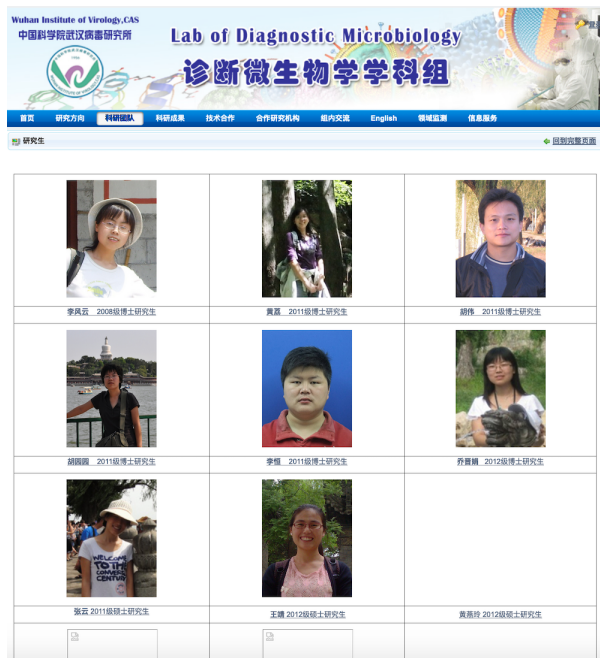 Wuhan Institute of Virology,CAS
中国科学院武汉病毒研究所
Lab of Diagnostic Microbiology
诊断微生物学学科组
首页 研究方向 科研团队 科研成果 技术合作 合作研究机构 组内交流 English 领域监测 信息服务
研究生 回到完整页面
李风云 2008级博士研究生 黄荔 2011级博士研究生 胡伟 2011级博士研究生
胡园园 2011级博士研究生 李恒 2011级博士研究生 乔晋娟 2012级博士研究生
WELCOME
TO THE
CENTURY
张云 2011级硕士研究生 王婧 2012级硕士研究生 黄燕玲 2012级硕士研究生